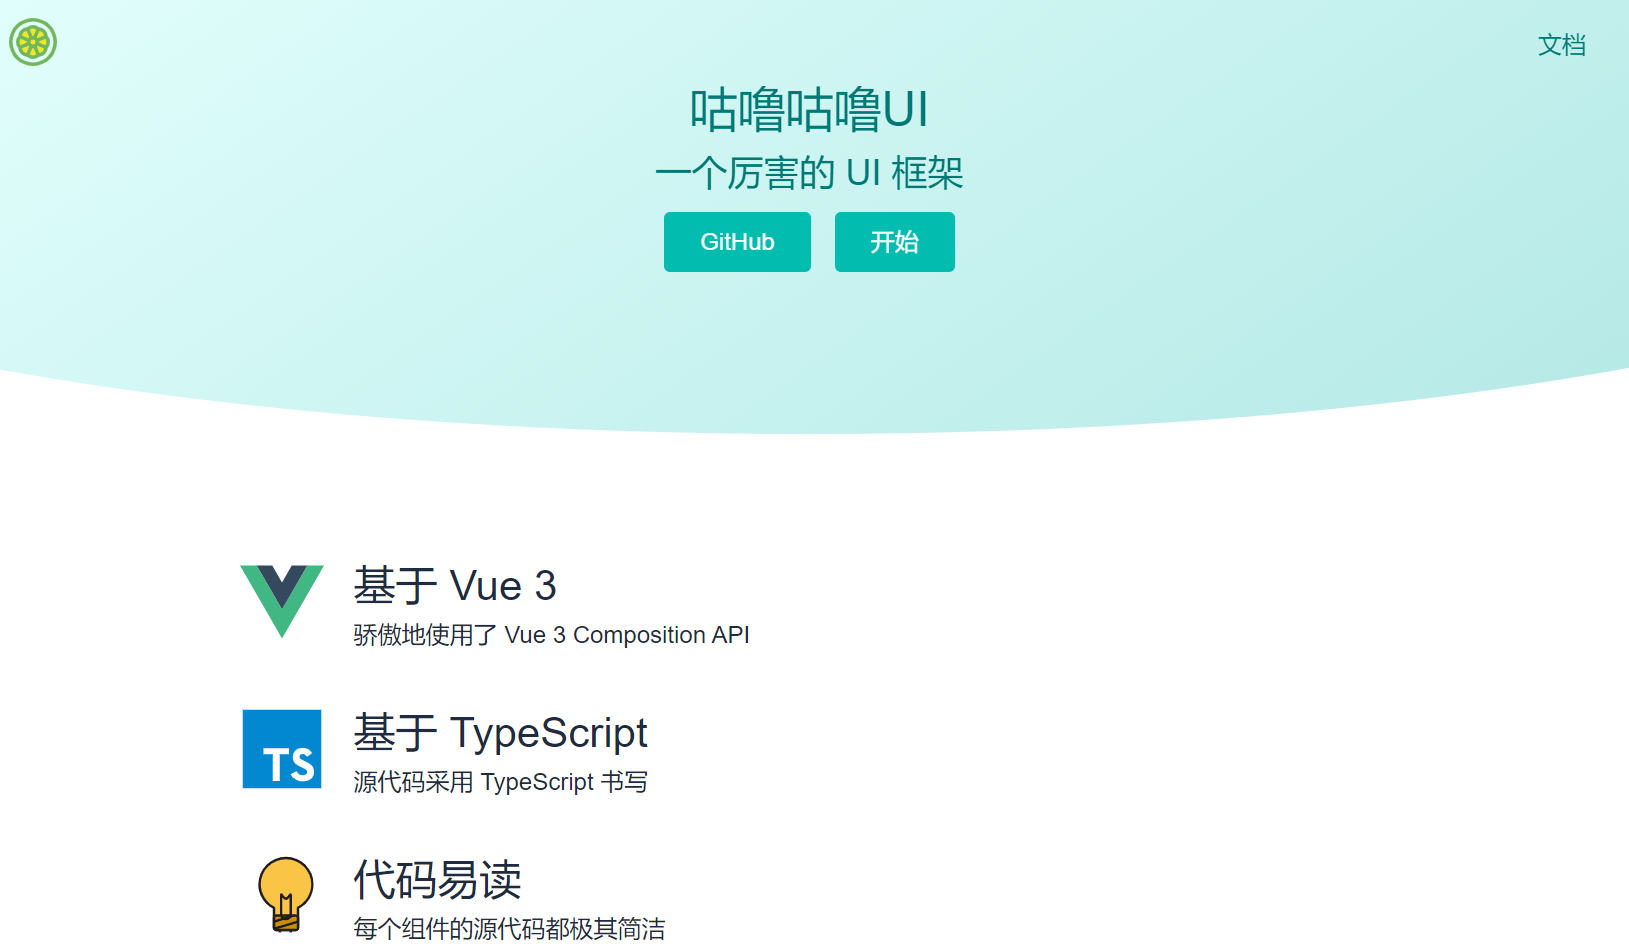 文档
咕噜咕噜UI
一个厉害的 UI 框架
GitHub
开始
基于 Vue 3
骄傲地使用了 Vue 3 Composition API
TS
基于 TypeScript
源代码采用 TypeScript 书写
代码易读
每个组件的源代码都极其简洁